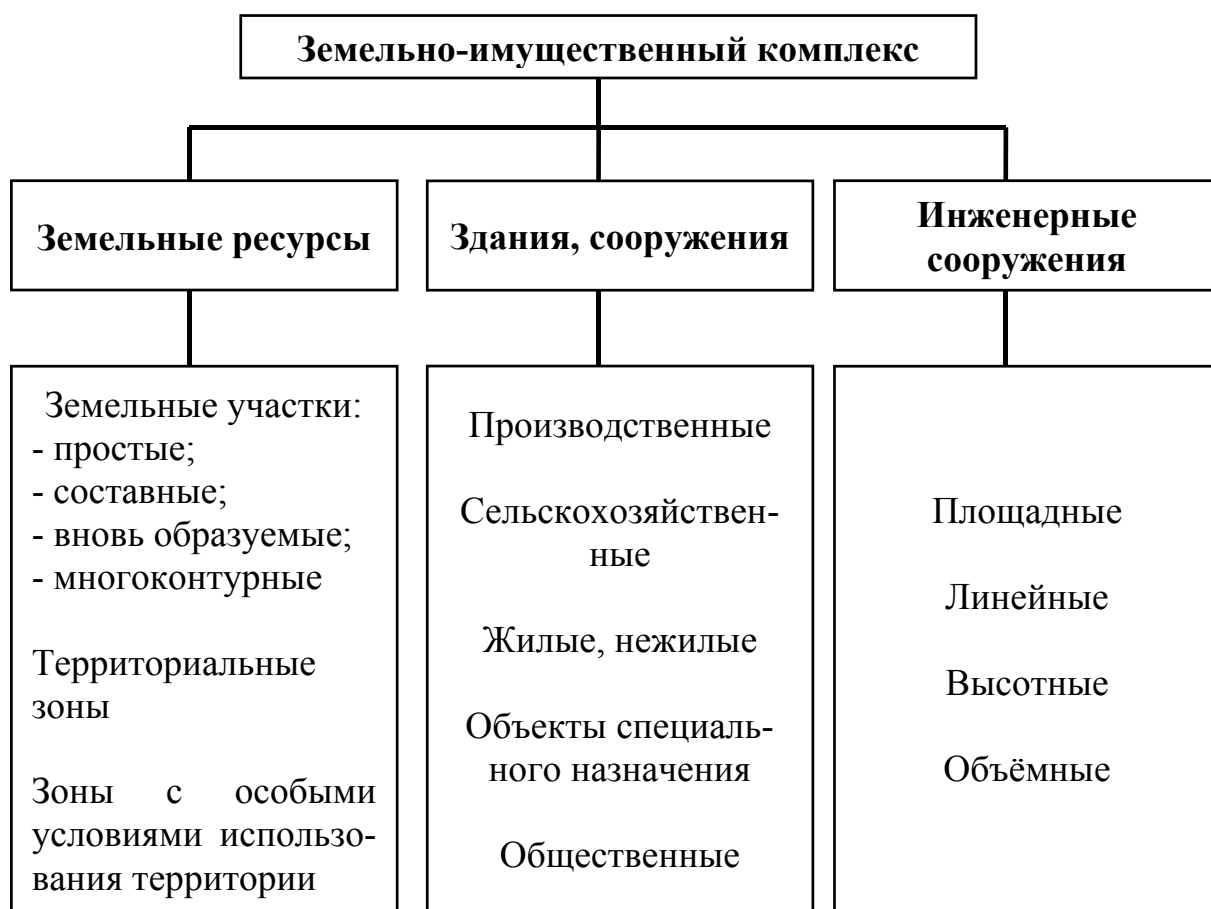 Земельно-имущественный комплекс
Земельные ресурсы
Здания, сооружения
Инженерные
сооружения
Земельные участки:
- простые;
- составные;
- вновь образуемые;
- многоконтурные
Территориальные
зоны
Зоны с особыми
условиями использо-
вания территории
Производственные
Сельскохозяйствен-
ные
Жилые, нежилые
Объекты специаль-
ного назначения
Общественные
Площадные
Линейные
Высотные
Объёмные